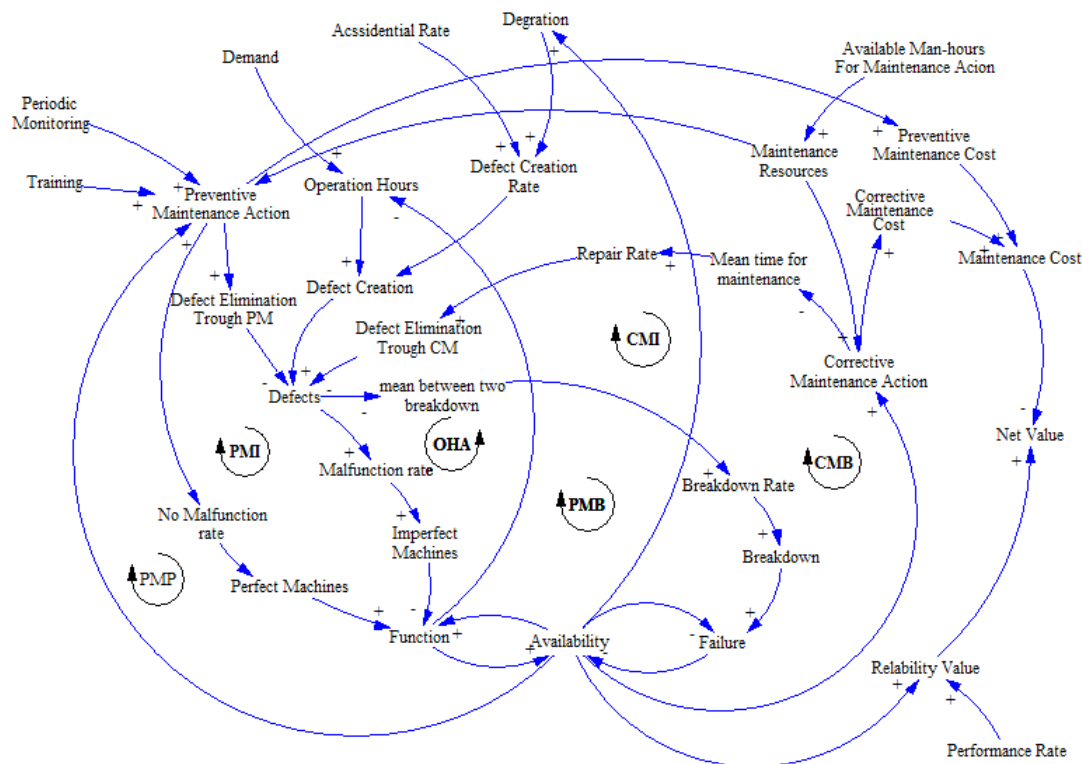 Degration
Acssidential Rate
Demand
Available Man-hours
For Maintenance Acion
Periodic
Monitoring
Training
Preventive
Maintenance Action
Operation Hours
Defect Creation
Rate
Maintenance
Resources
Preventive
Maintenance Cost
Corrective
Maintenance
Cost
Maintenance Cost
Repair Rate
Mean time for
maintenance
Defect Creation
Defect Elimination
Trough PM
Defect Elimination
Trough CM
CMI
Corrective
Maintenance Action
Defects
mean between two
breakdown
PMI
OHA
CMB
Net Value
Malfunction rate
Breakdown Rate
PMB
No Malfunction
rate
Imperfect
Machines
Breakdown
PMP
Perfect Machines
Function
Availability
Failure
Relability Value
Performance Rate